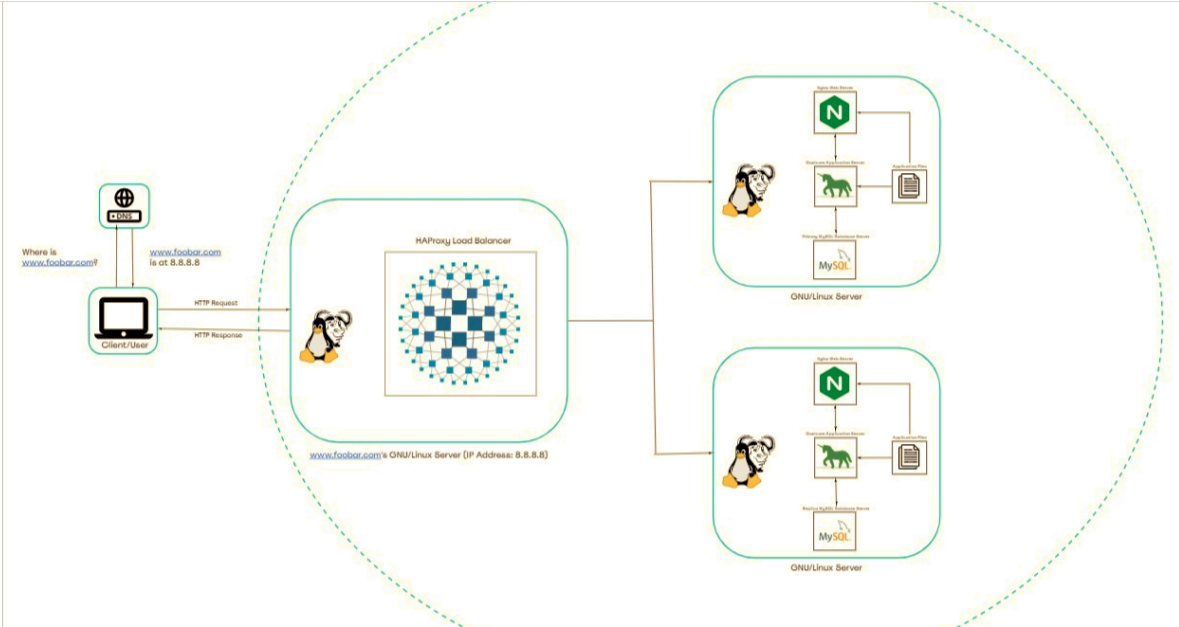 DNS
Where is
www.foobar.com?
www.foobar.com
is at 8.8.8.8
Client/User
HTTP Request
HTTP Response
HAProxy Load Balancer
www.foobar.com's GNU/Linux Server (IP Address: 8.8.8.8)
Nginx Web Server
N
Application Server
Application Files
Primary MySQL Database Server
MySQL
GNU/Linux Server
Nginx Web Server
N
Application Server
Application Files
Replica MySQL Database Server
MySQL
GNU/Linux Server